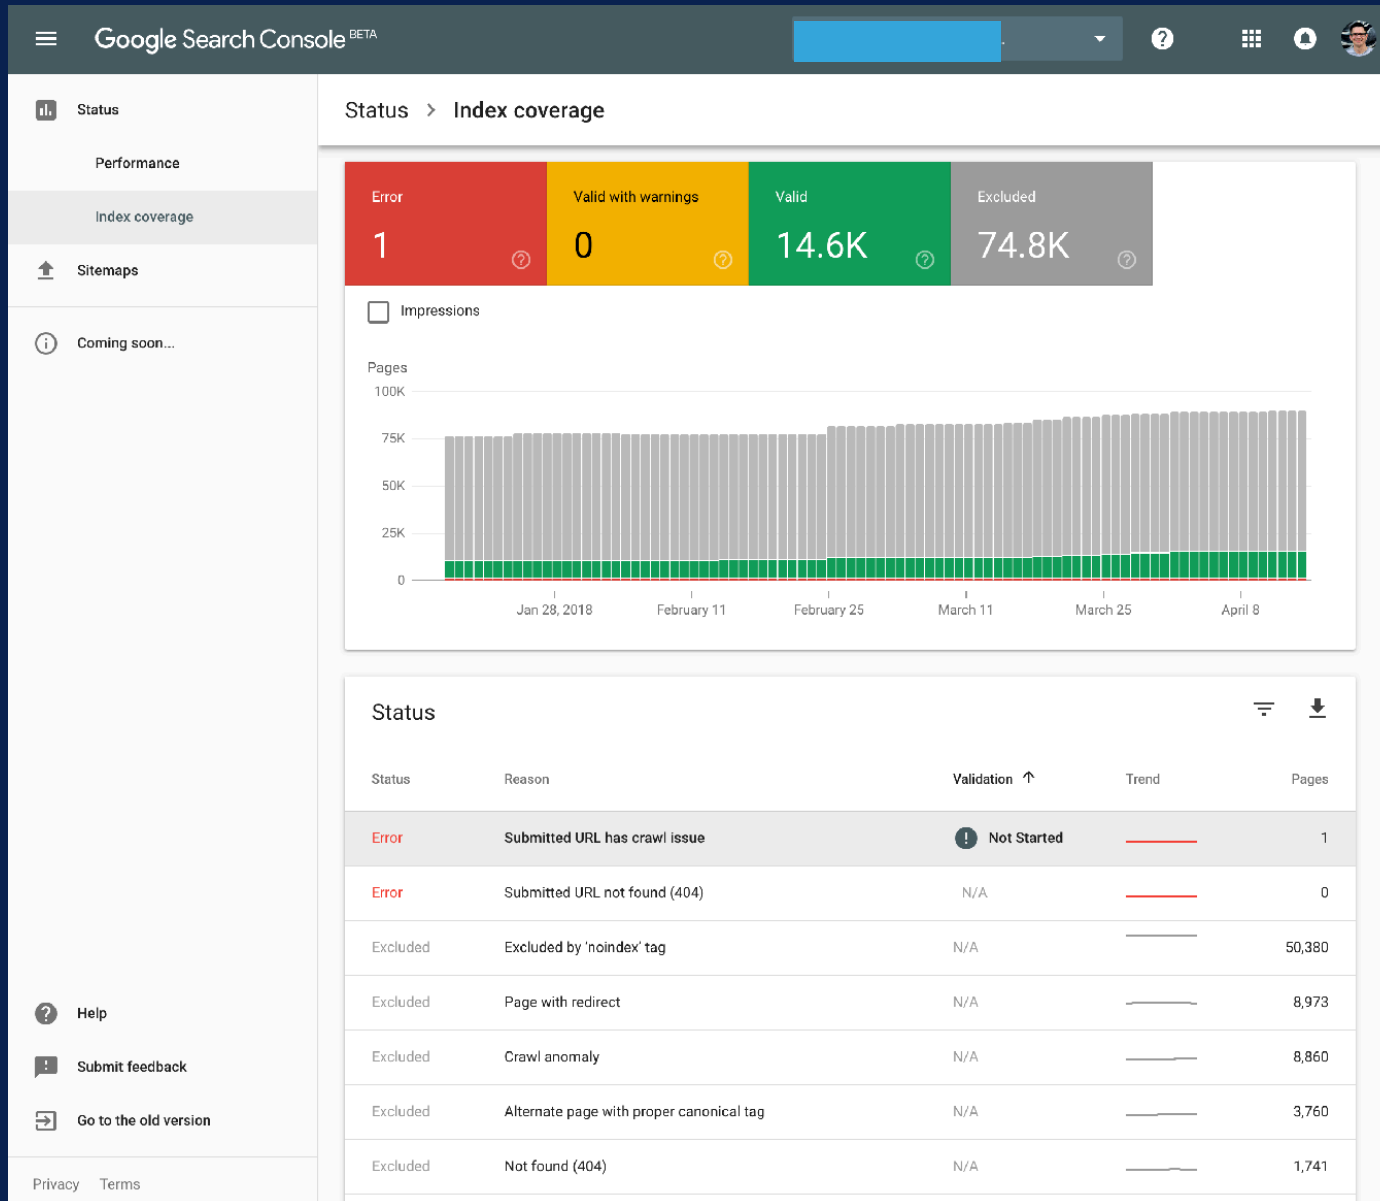 Google Search Console BETA
Status
Performance
Index coverage
Sitemaps
Coming soon...
Help
Submit feedback
Go to the old version
Privacy Terms
Status > Index coverage
Error
1
Valid with warnings
0
Valid
14.6K
Excluded
74.8K
Impressions
Pages
100K
75K
50K
25K
0
Jan 28, 2018 February 11 February 25 March 11 March 25 April 8
Status
Status Reason Validation Trend Pages
Error Submitted URL has crawl issue Not Started 1
Error Submitted URL not found (404) N/A 0
Excluded Excluded by 'noindex' tag N/A 50,380
Excluded Page with redirect N/A 8,973
Excluded Crawl anomaly N/A 8,860
Excluded Alternate page with proper canonical tag N/A 3,760
Excluded Not found (404) N/A 1,741